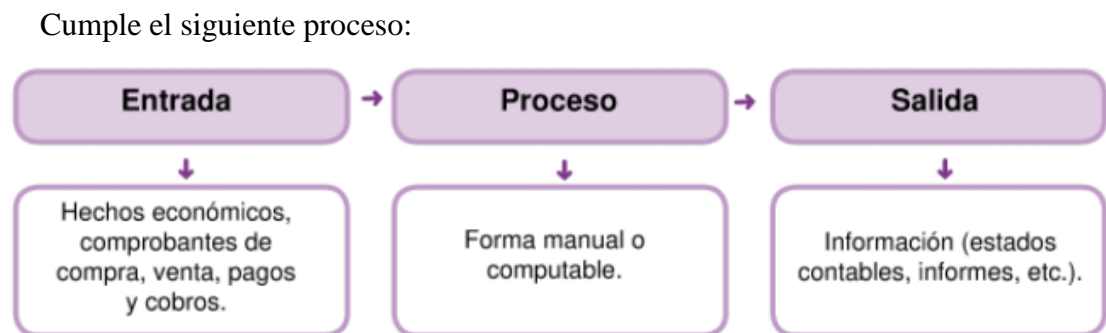 Cumple el siguiente proceso:
Entrada
Proceso
Salida
Hechos económicos,
comprobantes de
compra, venta, pagos
y cobros.
Forma manual o
computable.
Información (estados
contables, informes, etc.).